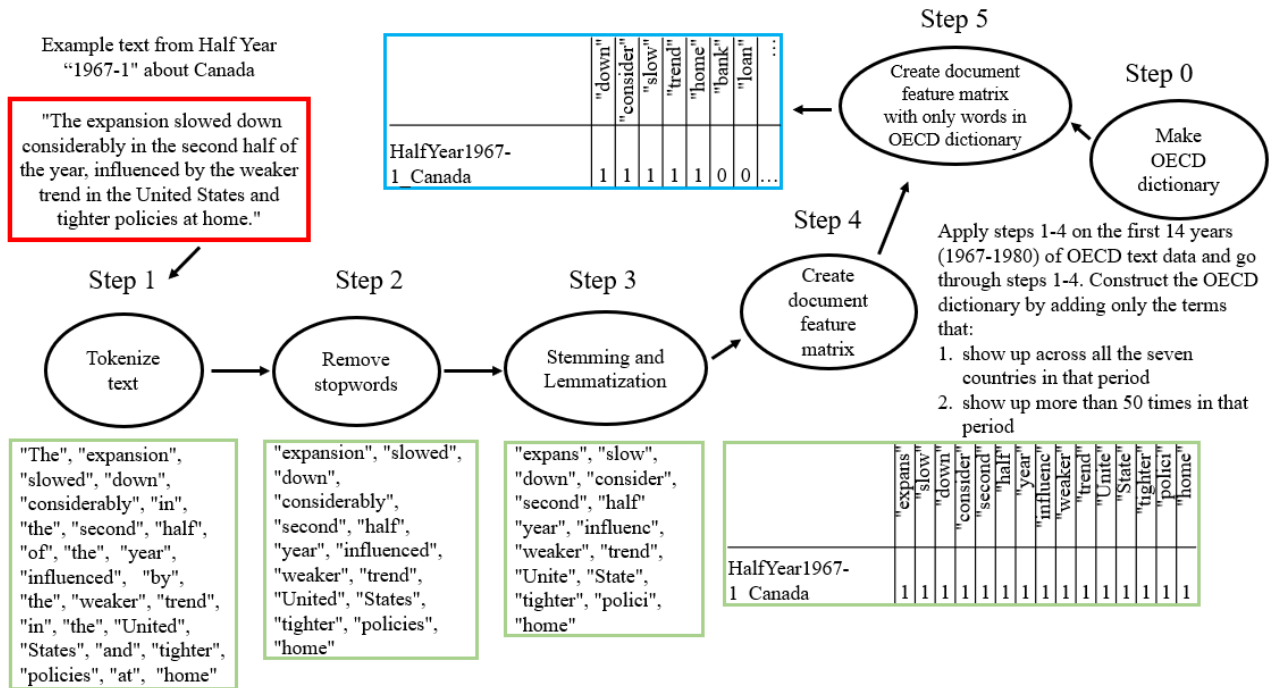 Example text from Half Year
“1967-1" about Canada
"The expansion slowed down
considerably in the second half of
the year, influenced by the weaker
trend in the United States and
tighter policies at home."
"down"
"consider"
"slow"
"trend"
"home"
"bank"
"loan"
...
HalfYear1967-
1_Canada
1 1 1 1 1 0 0 ...
Step 5
Create document
feature matrix
with only words in
OECD dictionary
Step 0
Make
OECD
dictionary
Step 4
Create
document
feature
matrix
Apply steps 1-4 on the first 14 years
(1967-1980) of OECD text data and go
through steps 1-4. Construct the OECD
dictionary by adding only the terms
that:
1. show up across all the seven
countries in that period
2. show up more than 50 times in that
period
Step 1
Tokenize
text
Step 2
Remove
stopwords
Step 3
Stemming and
Lemmatization
"The", "expansion",
"slowed", "down",
"considerably", "in",
"the", "second", "half",
"of", "the", "year",
"influenced", "by",
"the", "weaker", "trend",
"in", "the", "United",
"States", "and", "tighter",
"policies", "at", "home"
"expansion", "slowed",
"down",
"considerably",
"second", "half",
"year", "influenced",
"weaker", "trend",
"United", "States",
"tighter", "policies",
"home"
"expans", "slow",
"down", "consider",
"second", "half"
"year", "influenc",
"weaker", "trend",
"Unite", "State",
"tighter", "polici",
"home"
"expans"
"slow"
"down"
"consider"
"second"
"half"
"year"
"influenc"
"weaker"
"trend"
"Unite"
"State"
"tighter"
"polici"
"home"
HalfYear1967-
1_Canada
1 1 1 1 1 1 1 1 1 1 1 1 1 1 1